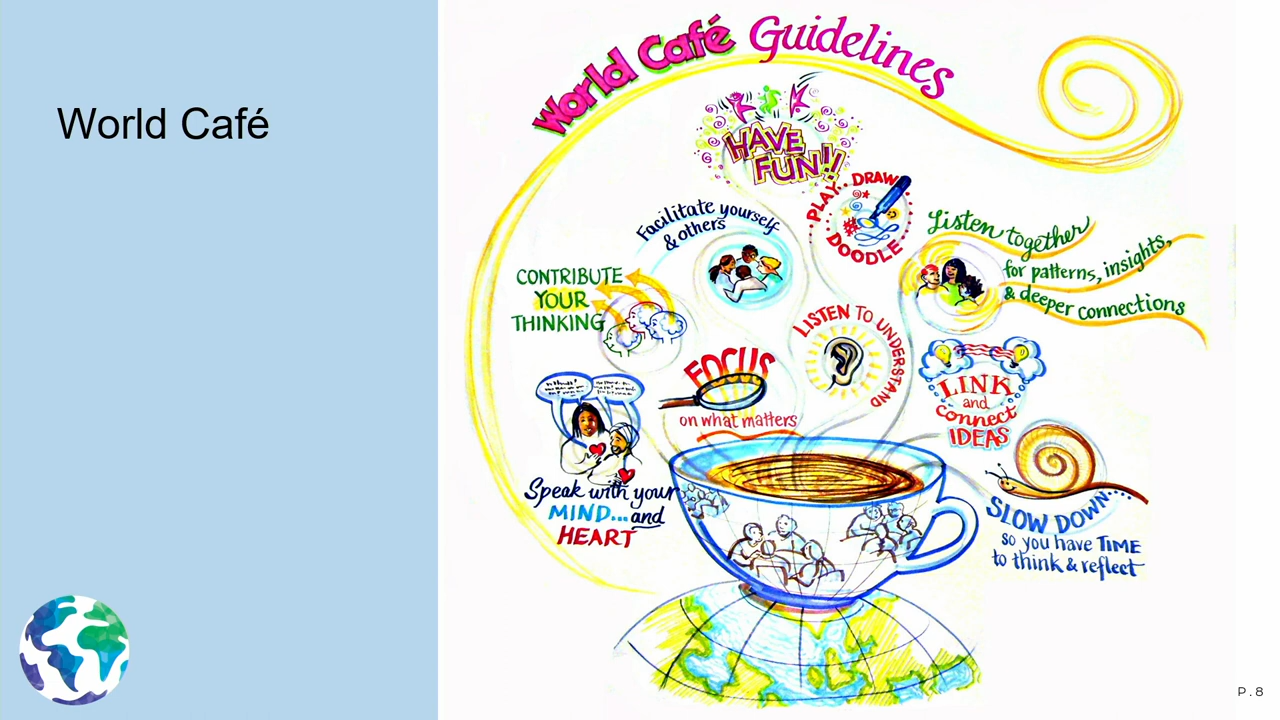 World Café
World Café Guidelines
HAVE
FUN!!
PLAY.. DRAW
DOODLE
Facilitate yourself
& others
Listen together
for patterns, insights,
& deeper connections
CONTRIBUTE
YOUR
THINKING
LISTEN TO UNDERSTAND
FOCUS
on what matters
LINK
and
connect
IDEAS
Speak with your
MIND...and
HEART
SLOW DOWN...
so you have TIME
to think & reflect
P.8